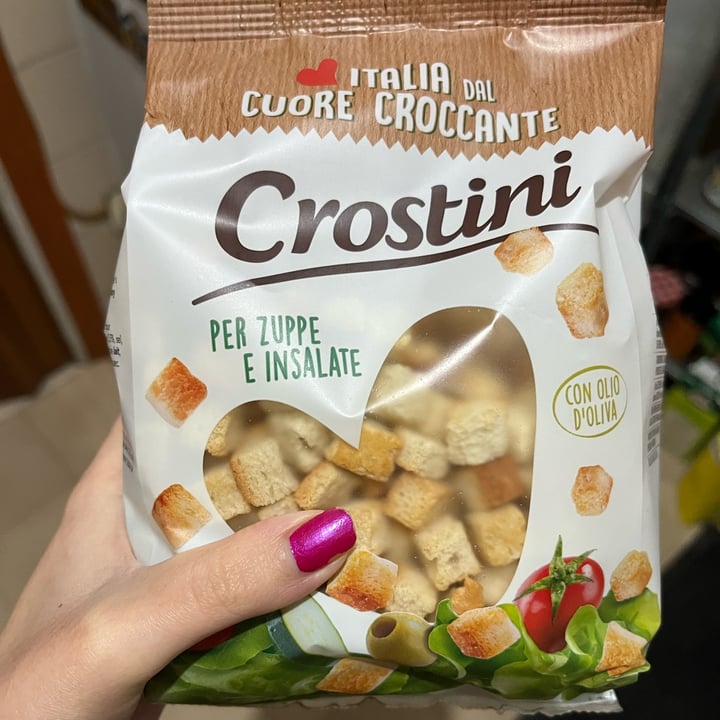 ITALIA DAL
CUORE CROCCANTE
Crostini
PER ZUPPE
E INSALATE
CON OLIO
D'OLIVA